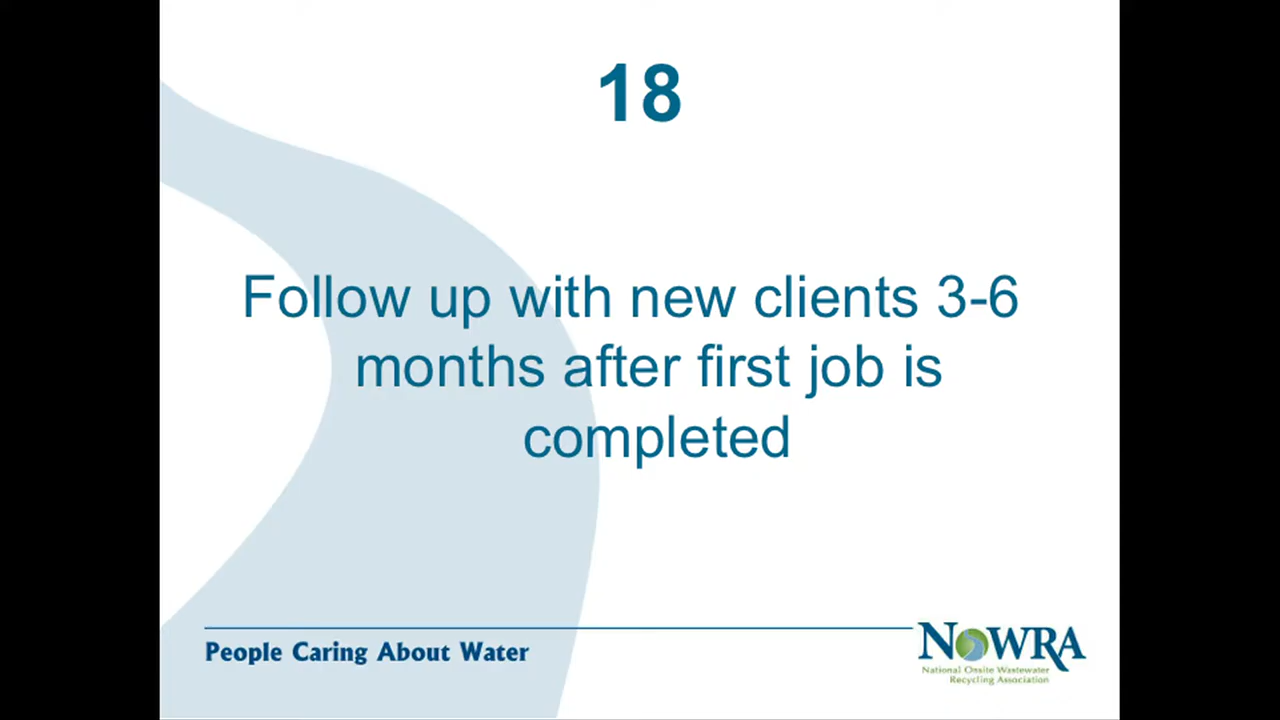 18
Follow up with new clients 3-6
months after first job is
completed
People Caring About Water
NOWRA
National Onsite Wastewater
Recycling Association